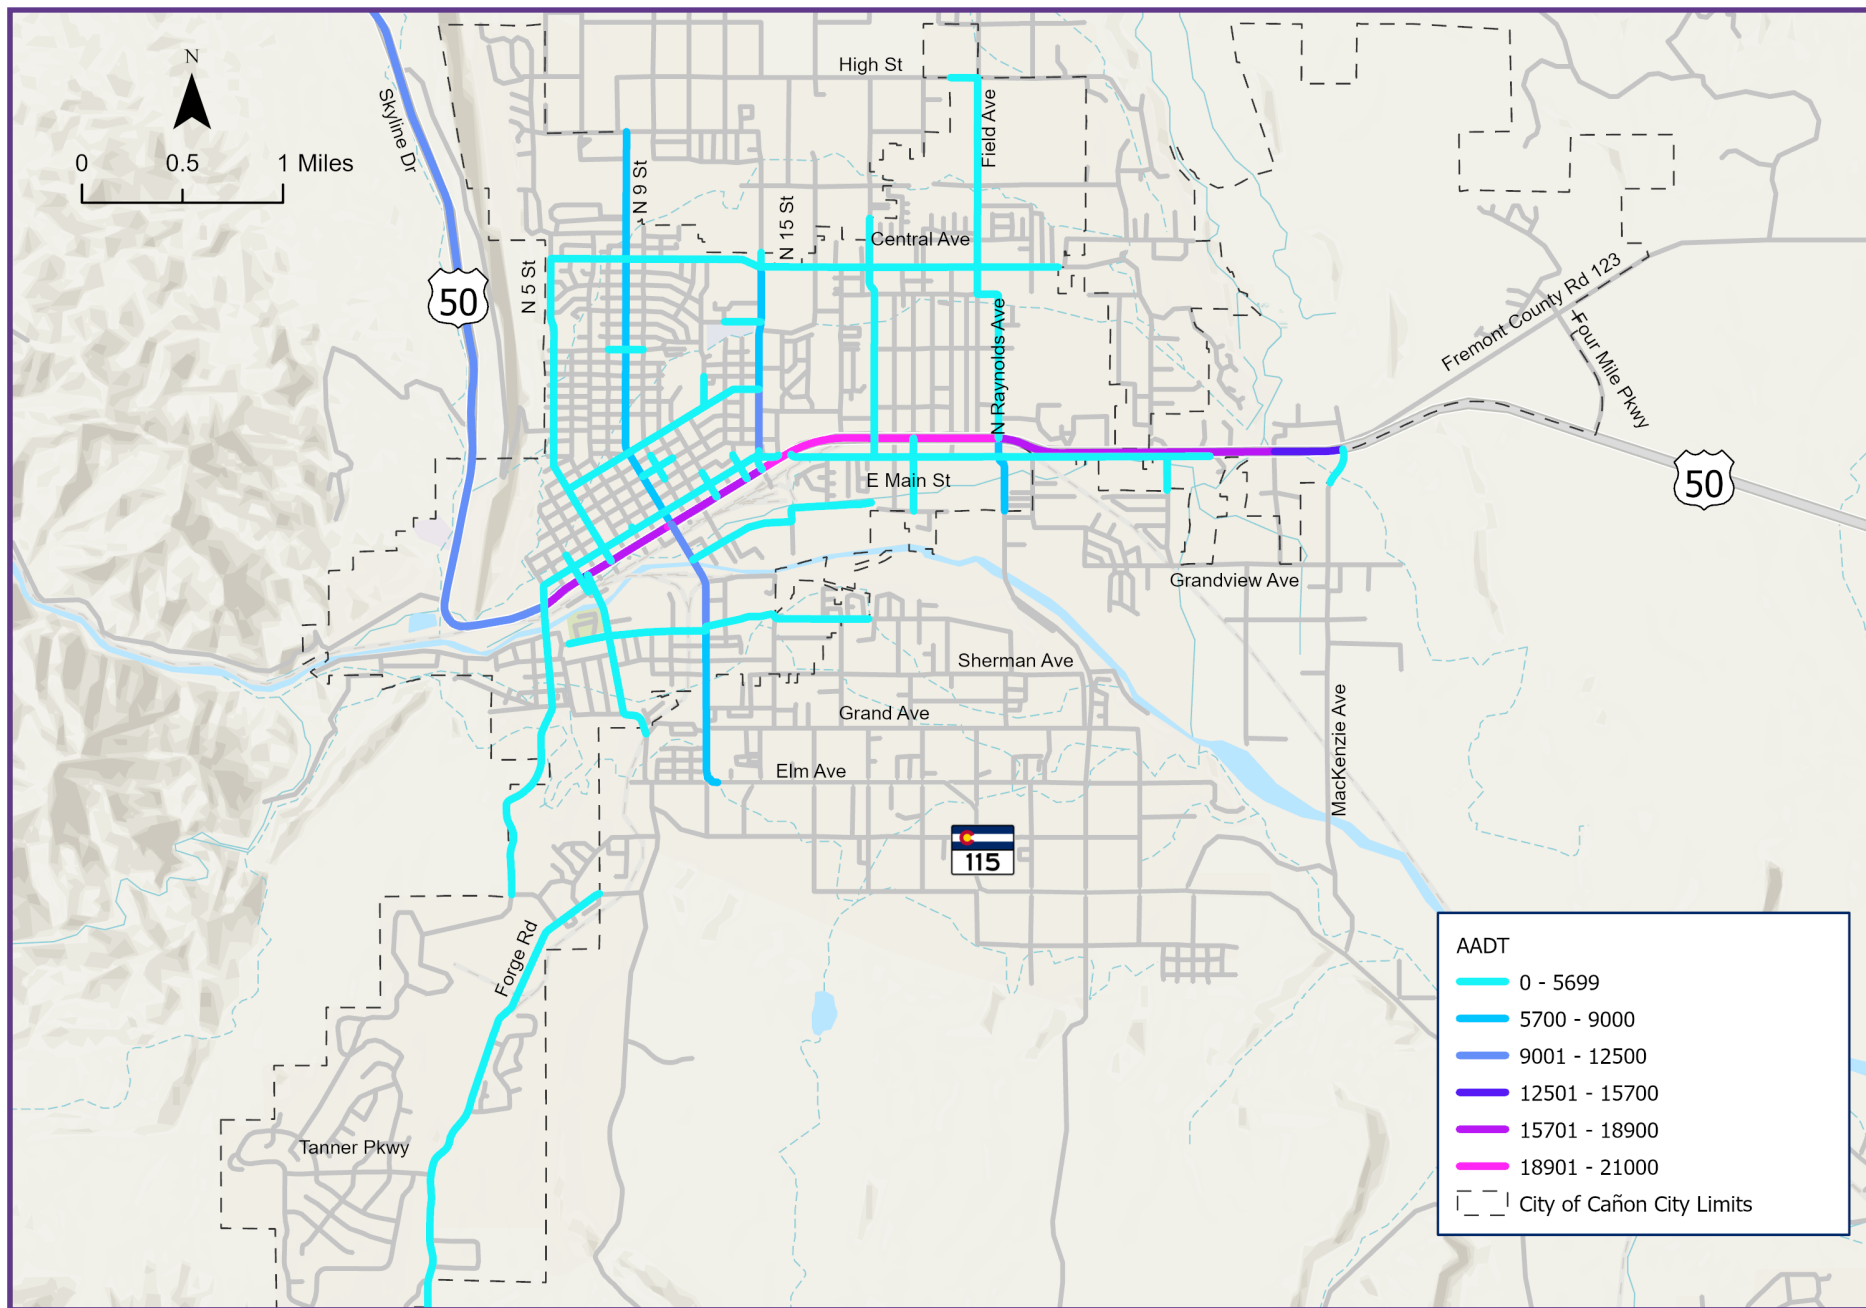 N
0 0.5 1 Miles
Skyline Dr
High St
Field Ave
N 9 St
N 15 St
Central Ave
N 5 St
50
N Raynolds Ave
Fremont County Rd 123
Four Mile Pkwy
E Main St
50
Grandview Ave
Sherman Ave
Grand Ave
MacKenzie Ave
Elm Ave
115
Forge Rd
Tanner Pkwy
AADT
0 - 5699
5700 - 9000
9001 - 12500
12501 - 15700
15701 - 18900
18901 - 21000
City of Cañon City Limits